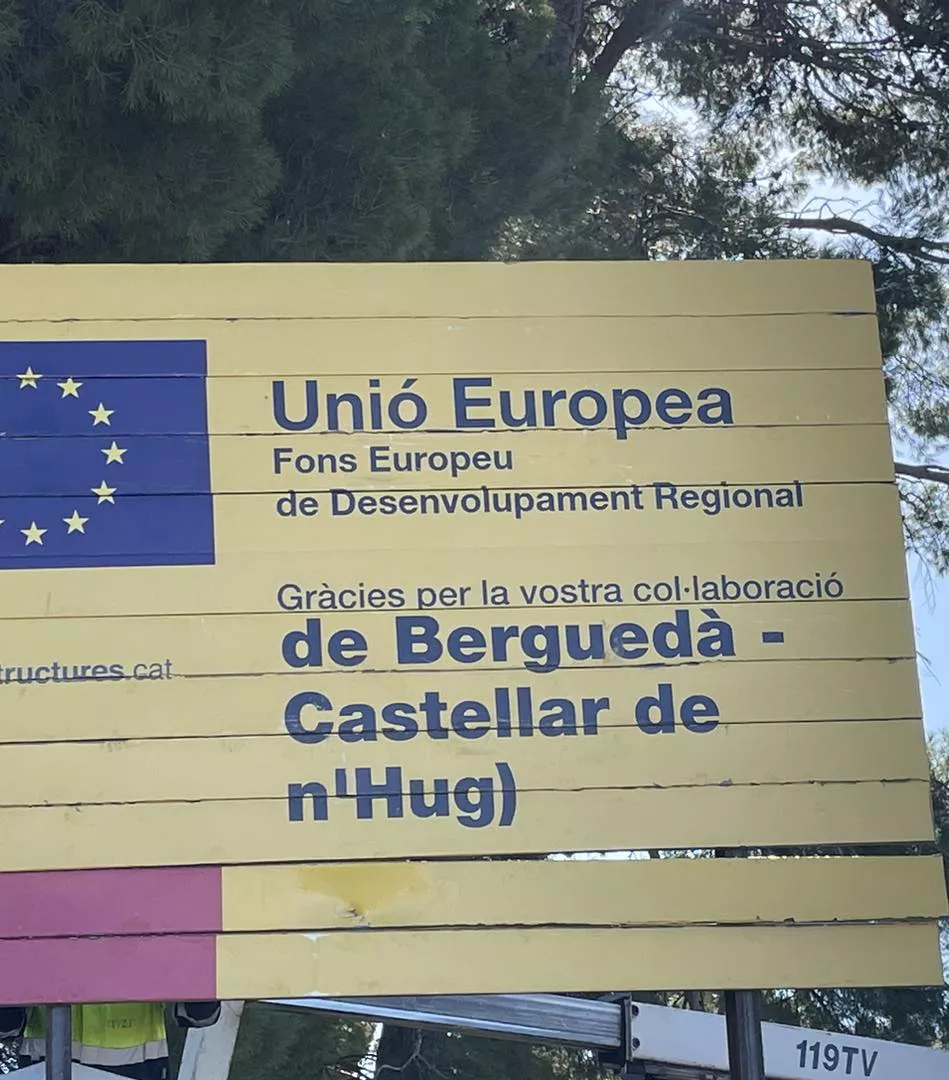 Unió Europea
Fons Europeu
de Desenvolupament Regional
Gràcies per la vostra col·laboració
tructures.cat
de Berguedà -
Castellar de
n'Hug)
119TV